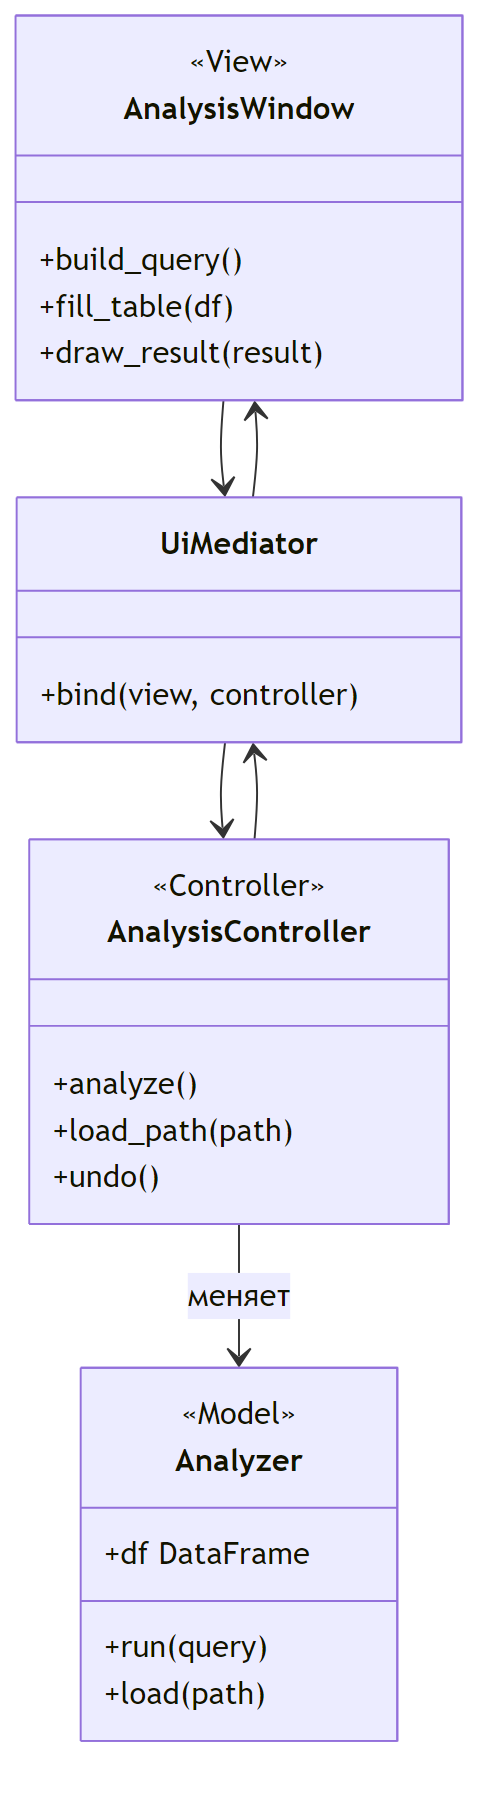 «View»
AnalysisWindow
+build_query()
+fill_table(df)
+draw_result(result)
UiMediator
+bind(view, controller)
«Controller»
AnalysisController
+analyze()
+load_path(path)
+undo()
меняет
«Model»
Analyzer
+df DataFrame
+run(query)
+load(path)